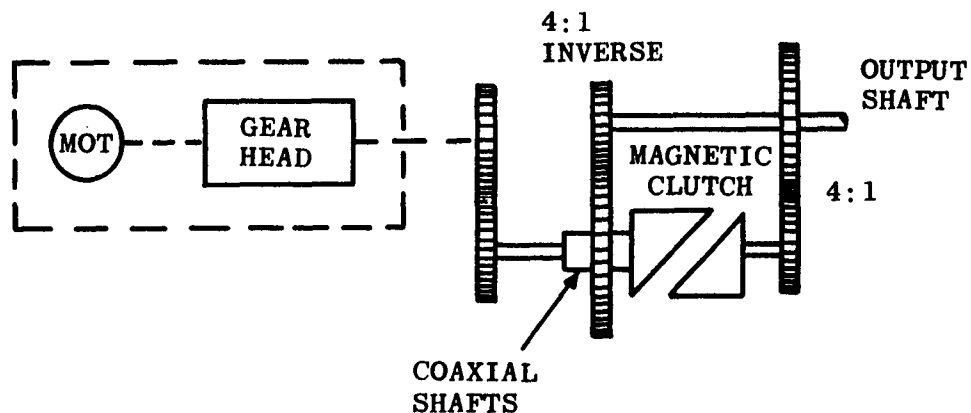 4:1
INVERSE
OUTPUT
SHAFT
MOT
GEAR
HEAD
MAGNETIC
CLUTCH
4:1
COAXIAL
SHAFTS